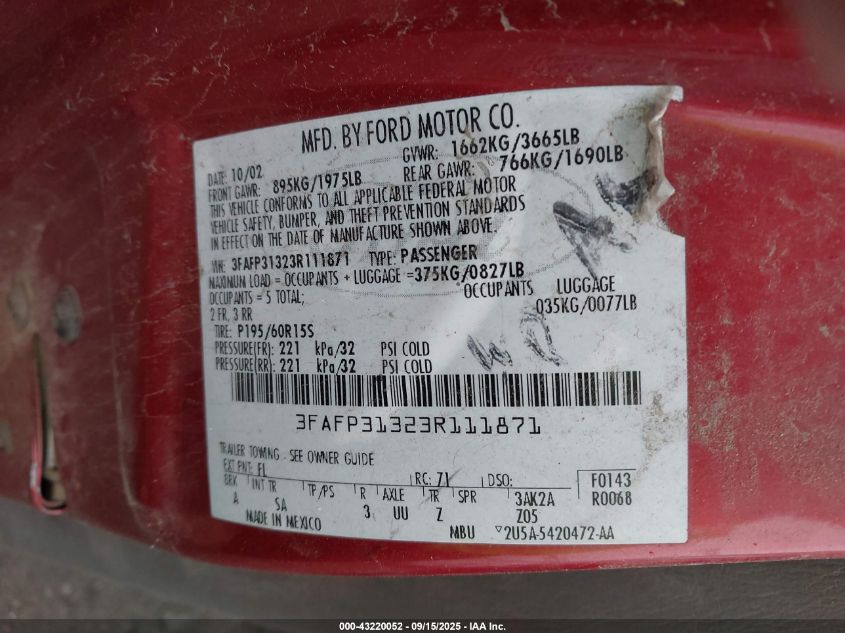 MFD. BY FORD MOTOR CO.
DATE: 10/02 GVWR: 1662KG/3665LB
FRONT GAWR: 895KG/1975LB REAR GAWR: 766KG/1690LB
THIS VEHICLE CONFORMS TO ALL APPLICABLE FEDERAL MOTOR
VEHICLE SAFETY, BUMPER, AND THEFT PREVENTION STANDARDS
IN EFFECT ON THE DATE OF MANUFACTURE SHOWN ABOVE.
VIN: 3FAFP31323R111871 TYPE: PASSENGER
MAXIMUM LOAD = OCCUPANTS + LUGGAGE =375KG/0827LB
OCCUPANTS = 5 TOTAL; OCCUPANTS LUGGAGE
2 FR, 3 RR 035KG/0077LB
TIRE: P195/60R15S
PRESSURE(FR): 221 kPa/32 PSI COLD
PRESSURE(RR): 221 kPa/32 PSI COLD
3FAFP31323R111871
TRAILER TOWING - SEE OWNER GUIDE
EXT PNT: FL RC: 71 DSO: F0143
BRK INT TR TP/PS R AXLE TR SPR 3AK2A R0068
A SA 3 UU Z Z05
MADE IN MEXICO MBU ▽2U5A-5420472-AA
000-43220052 - 09/15/2025 - IAA Inc.